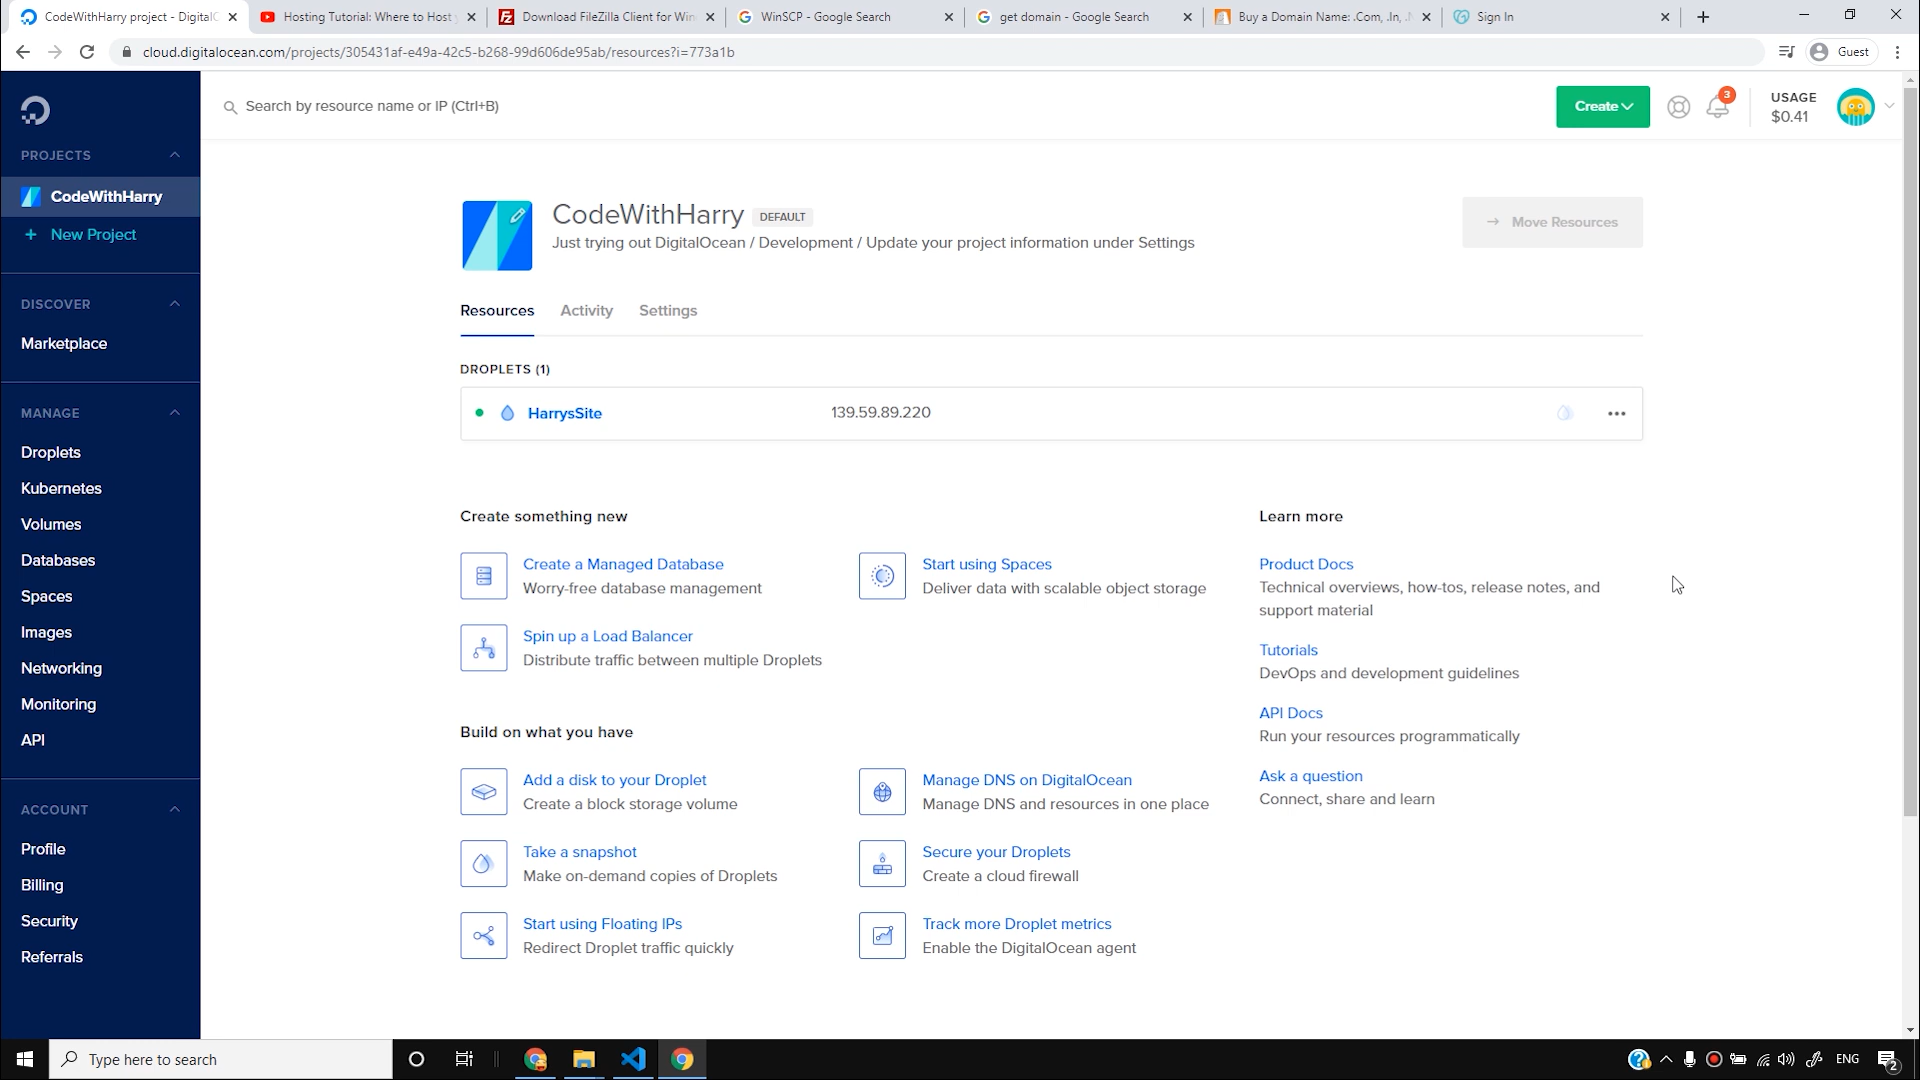 CodeWithHarry project - DigitalO
Hosting Tutorial: Where to Host
Download FileZilla Client for Win
WinSCP - Google Search
get domain - Google Search
Buy a Domain Name: .Com, .In, .
Sign In
cloud.digitalocean.com/projects/305431af-e49a-42c5-b268-99d606de95ab/resources?i=773a1b
Guest
PROJECTS
CodeWithHarry
+ New Project
DISCOVER
Marketplace
MANAGE
Droplets
Kubernetes
Volumes
Databases
Spaces
Images
Networking
Monitoring
API
ACCOUNT
Profile
Billing
Security
Referrals
Search by resource name or IP (Ctrl+B)
Create
3
USAGE
$0.41
CodeWithHarry DEFAULT
Just trying out DigitalOcean / Development / Update your project information under Settings
→ Move Resources
Resources Activity Settings
DROPLETS (1)
HarrysSite 139.59.89.220
Create something new
Create a Managed Database
Worry-free database management
Start using Spaces
Deliver data with scalable object storage
Spin up a Load Balancer
Distribute traffic between multiple Droplets
Build on what you have
Add a disk to your Droplet
Create a block storage volume
Manage DNS on DigitalOcean
Manage DNS and resources in one place
Take a snapshot
Make on-demand copies of Droplets
Secure your Droplets
Create a cloud firewall
Start using Floating IPs
Redirect Droplet traffic quickly
Track more Droplet metrics
Enable the DigitalOcean agent
Learn more
Product Docs
Technical overviews, how-tos, release notes, and
support material
Tutorials
DevOps and development guidelines
API Docs
Run your resources programmatically
Ask a question
Connect, share and learn
Type here to search
ENG
2